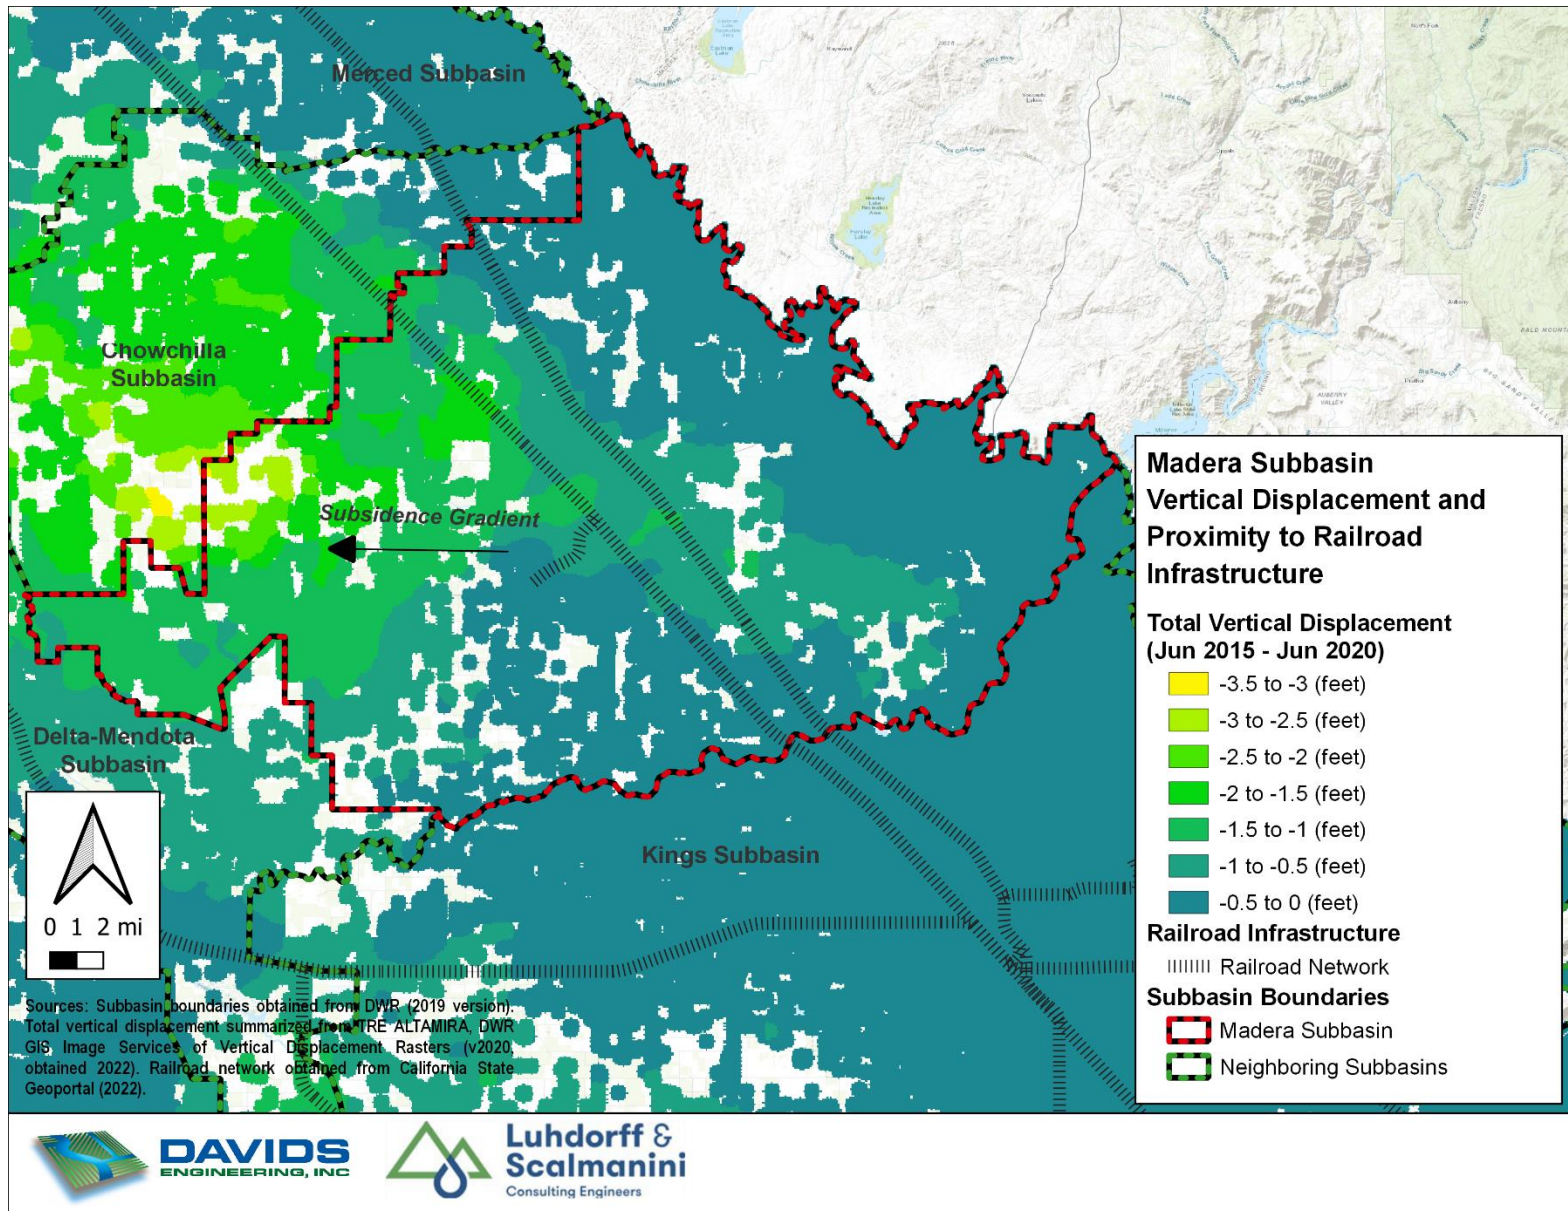 Merced Subbasin
Chowchilla
Subbasin
Subsidence Gradient
Delta-Mendota
Subbasin
Kings Subbasin
0 1 2 mi
Sources: Subbasin boundaries obtained from DWR (2019 version).
Total vertical displacement summarized from TRE ALTAMIRA, DWR
GIS Image Services of Vertical Displacement Rasters (v2020,
obtained 2022). Railroad network obtained from California State
Geoportal (2022).
Madera Subbasin
Vertical Displacement and
Proximity to Railroad
Infrastructure
Total Vertical Displacement
(Jun 2015 - Jun 2020)
-3.5 to -3 (feet)
-3 to -2.5 (feet)
-2.5 to -2 (feet)
-2 to -1.5 (feet)
-1.5 to -1 (feet)
-1 to -0.5 (feet)
-0.5 to 0 (feet)
Railroad Infrastructure
Railroad Network
Subbasin Boundaries
Madera Subbasin
Neighboring Subbasins
DAVIDS
ENGINEERING, INC
Luhdorff &
Scalmanini
Consulting Engineers